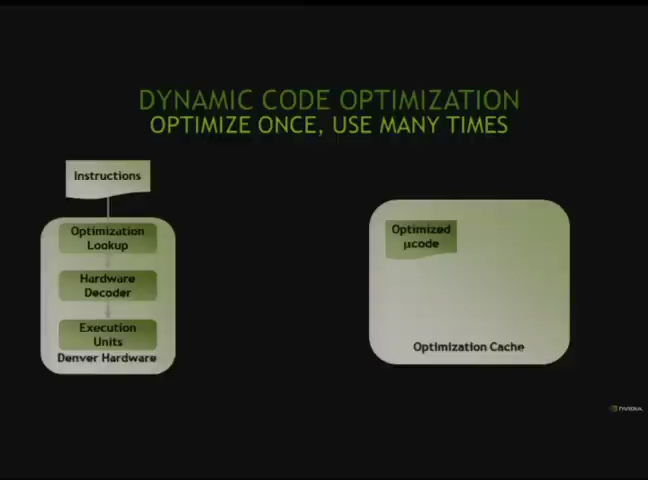 DYNAMIC CODE OPTIMIZATION
OPTIMIZE ONCE, USE MANY TIMES
Instructions
Optimization
Lookup
Hardware
Decoder
Execution
Units
Denver Hardware
Optimized
µcode
Optimization Cache
NVIDIA.